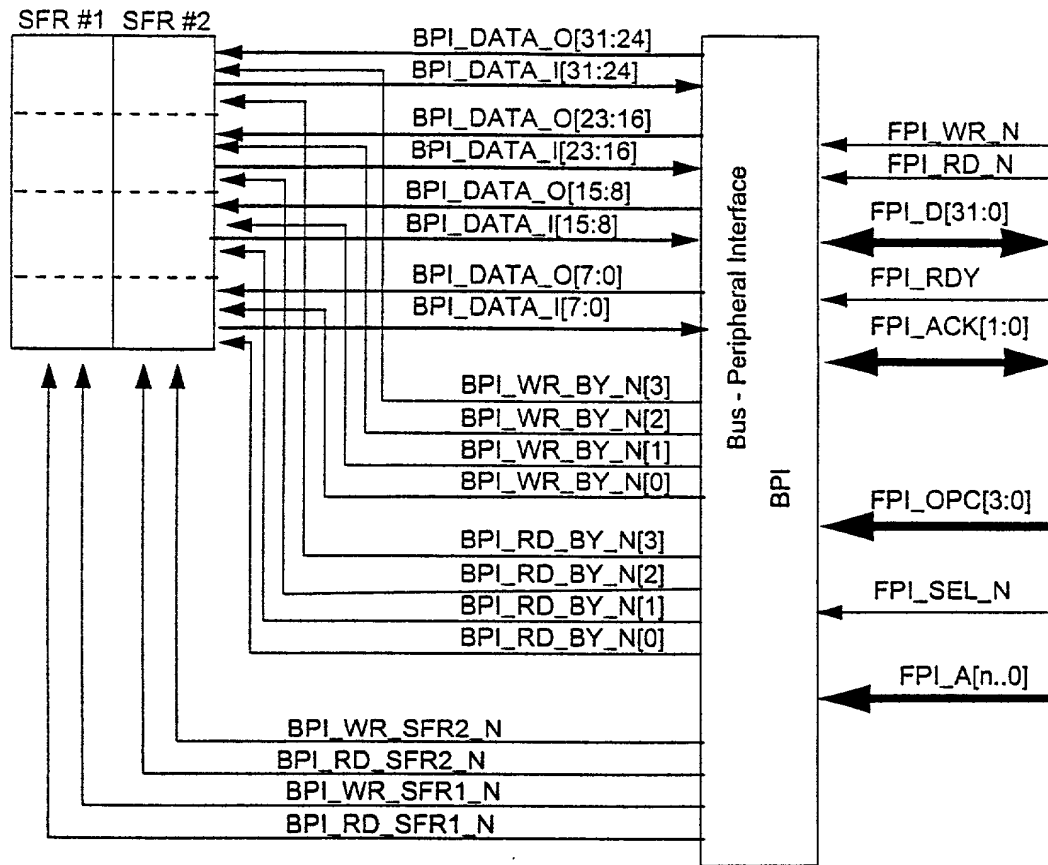 SFR #1 SFR #2
BPI_DATA_O[31:24]
BPI_DATA_I[31:24]
BPI_DATA_O[23:16]
BPI_DATA_I[23:16]
BPI_DATA_O[15:8]
BPI_DATA_I[15:8]
BPI_DATA_O[7:0]
BPI_DATA_I[7:0]
BPI_WR_BY_N[3]
BPI_WR_BY_N[2]
BPI_WR_BY_N[1]
BPI_WR_BY_N[0]
BPI_RD_BY_N[3]
BPI_RD_BY_N[2]
BPI_RD_BY_N[1]
BPI_RD_BY_N[0]
BPI_WR_SFR2_N
BPI_RD_SFR2_N
BPI_WR_SFR1_N
BPI_RD_SFR1_N
Bus - Peripheral Interface
BPI
FPI_WR_N
FPI_RD_N
FPI_D[31:0]
FPI_RDY
FPI_ACK[1:0]
FPI_OPC[3:0]
FPI_SEL_N
FPI_A[n..0]